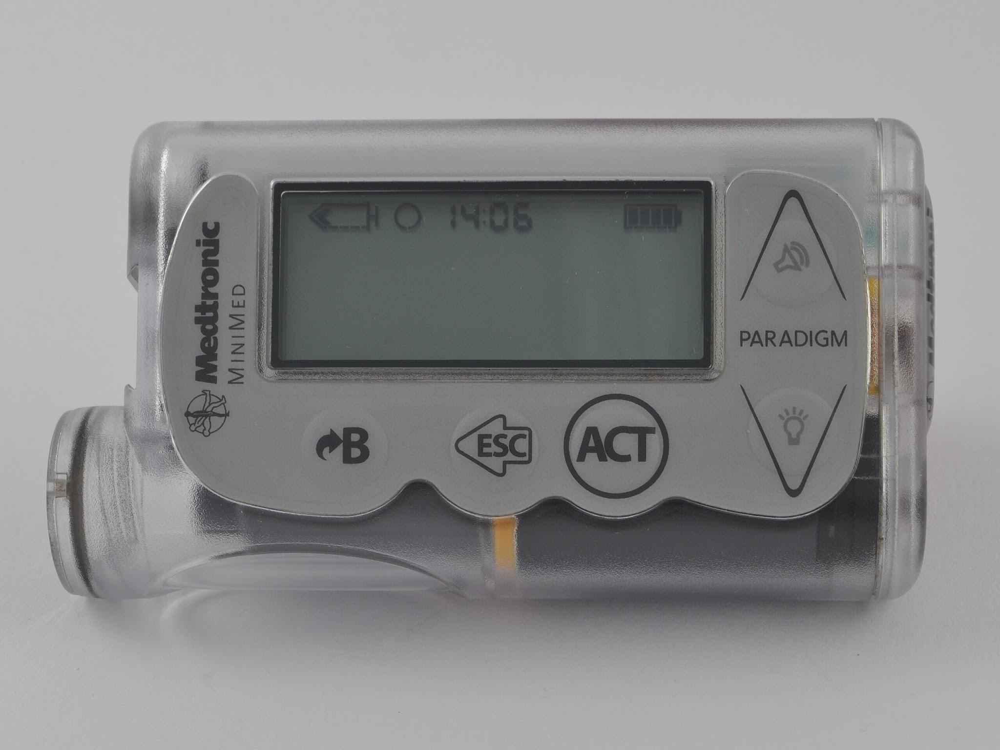 14:06
Medtronic
MINIMED
PARADIGM
B
ESC
ACT